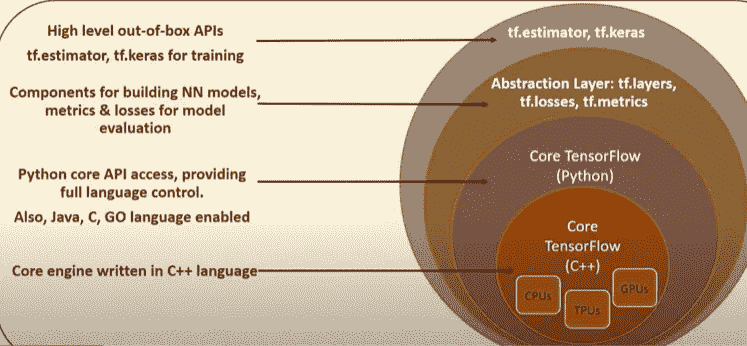 High level out-of-box APIs
tf.estimator, tf.keras for training
Components for building NN models,
metrics & losses for model
evaluation
Python core API access, providing
full language control.
Also, Java, C, GO language enabled
Core engine written in C++ language
tf.estimator, tf.keras
Abstraction Layer: tf.layers,
tf.losses, tf.metrics
Core TensorFlow
(Python)
Core
TensorFlow
(C++)
CPUs
TPUs
GPUs